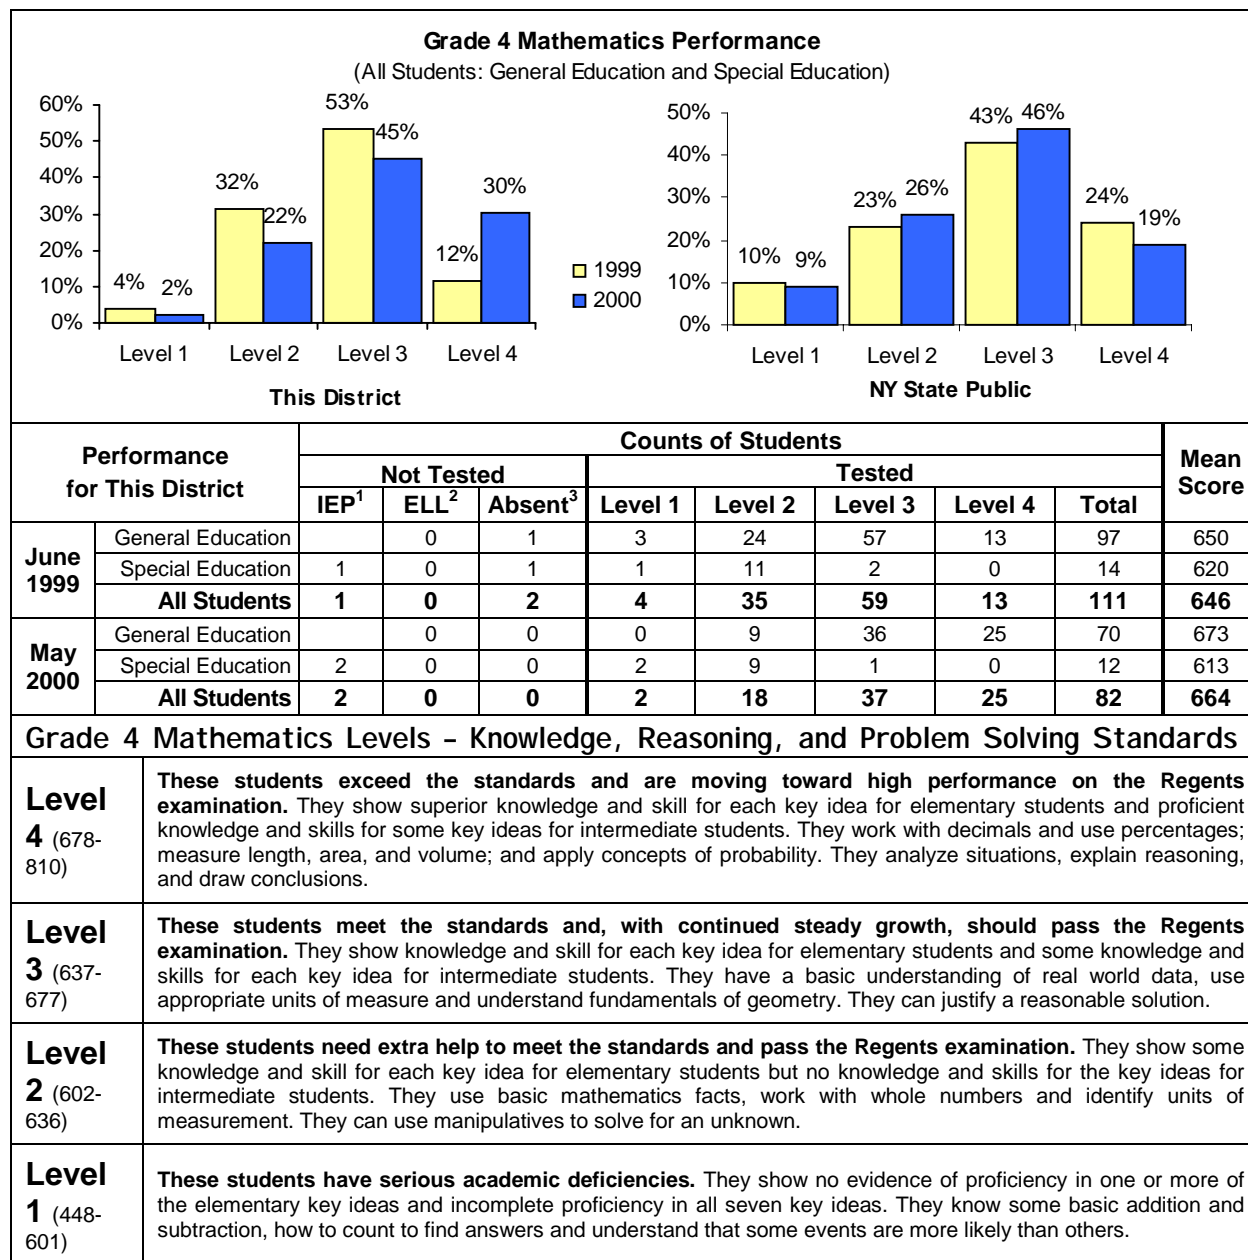 Grade 4 Mathematics Performance
(All Students: General Education and Special Education)
60%
50%
40%
30%
20%
10%
0%
4%
2%
32%
22%
53%
45%
12%
30%
Level 1 Level 2 Level 3 Level 4
This District
1999
2000
50%
40%
30%
20%
10%
0%
10%
9%
23%
26%
43%
46%
24%
19%
Level 1 Level 2 Level 3 Level 4
NY State Public
Performance for This District
Counts of Students
Mean Score
Not Tested Tested
IEP1 ELL2 Absent3 Level 1 Level 2 Level 3 Level 4 Total
June 1999
General Education 0 1 3 24 57 13 97 650
Special Education 1 0 1 1 11 2 0 14 620
All Students 1 0 2 4 35 59 13 111 646
May 2000
General Education 0 0 0 9 36 25 70 673
Special Education 2 0 0 2 9 1 0 12 613
All Students 2 0 0 2 18 37 25 82 664
Grade 4 Mathematics Levels – Knowledge, Reasoning, and Problem Solving Standards
Level
4 (678-
810)
These students exceed the standards and are moving toward high performance on the Regents
examination. They show superior knowledge and skill for each key idea for elementary students and proficient
knowledge and skills for some key ideas for intermediate students. They work with decimals and use percentages;
measure length, area, and volume; and apply concepts of probability. They analyze situations, explain reasoning,
and draw conclusions.
Level
3 (637-
677)
These students meet the standards and, with continued steady growth, should pass the Regents
examination. They show knowledge and skill for each key idea for elementary students and some knowledge and
skills for each key idea for intermediate students. They have a basic understanding of real world data, use
appropriate units of measure and understand fundamentals of geometry. They can justify a reasonable solution.
Level
2 (602-
636)
These students need extra help to meet the standards and pass the Regents examination. They show some
knowledge and skill for each key idea for elementary students but no knowledge and skills for the key ideas for
intermediate students. They use basic mathematics facts, work with whole numbers and identify units of
measurement. They can use manipulatives to solve for an unknown.
Level
1 (448-
601)
These students have serious academic deficiencies. They show no evidence of proficiency in one or more of
the elementary key ideas and incomplete proficiency in all seven key ideas. They know some basic addition and
subtraction, how to count to find answers and understand that some events are more likely than others.